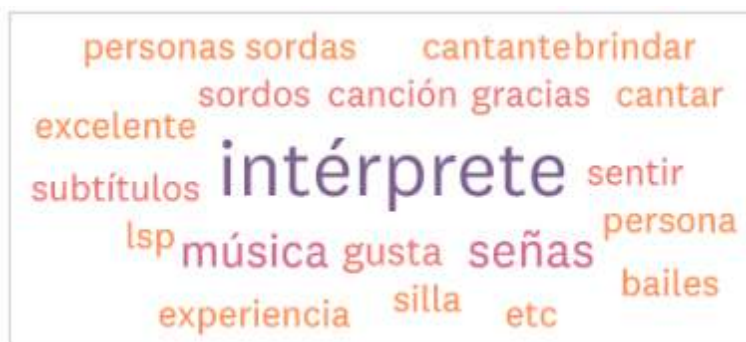 personas sordas cantante brindar
sordos canción gracias cantar
excelente
intérprete sentir
subtítulos
persona
lsp música gusta señas
bailes
silla
experiencia etc